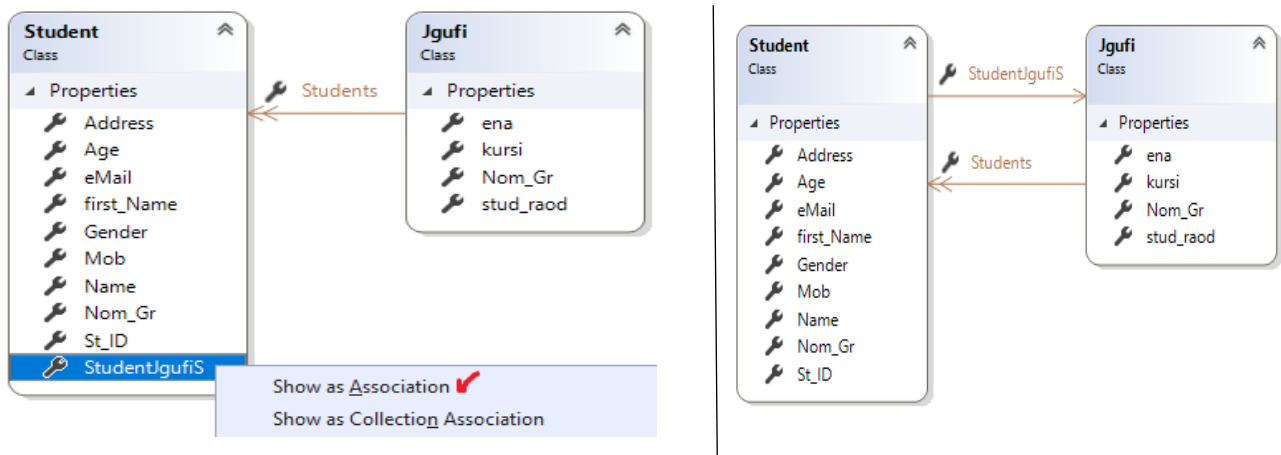 Student
Class
Properties
Address
Age
eMail
first_Name
Gender
Mob
Name
Nom_Gr
St_ID
StudentJgufiS
Students
Jgufi
Class
Properties
ena
kursi
Nom_Gr
stud_raod
Show as Association
Show as Collection Association
Student
Class
Properties
Address
Age
eMail
first_Name
Gender
Mob
Name
Nom_Gr
St_ID
StudentJgufiS
Students
Jgufi
Class
Properties
ena
kursi
Nom_Gr
stud_raod